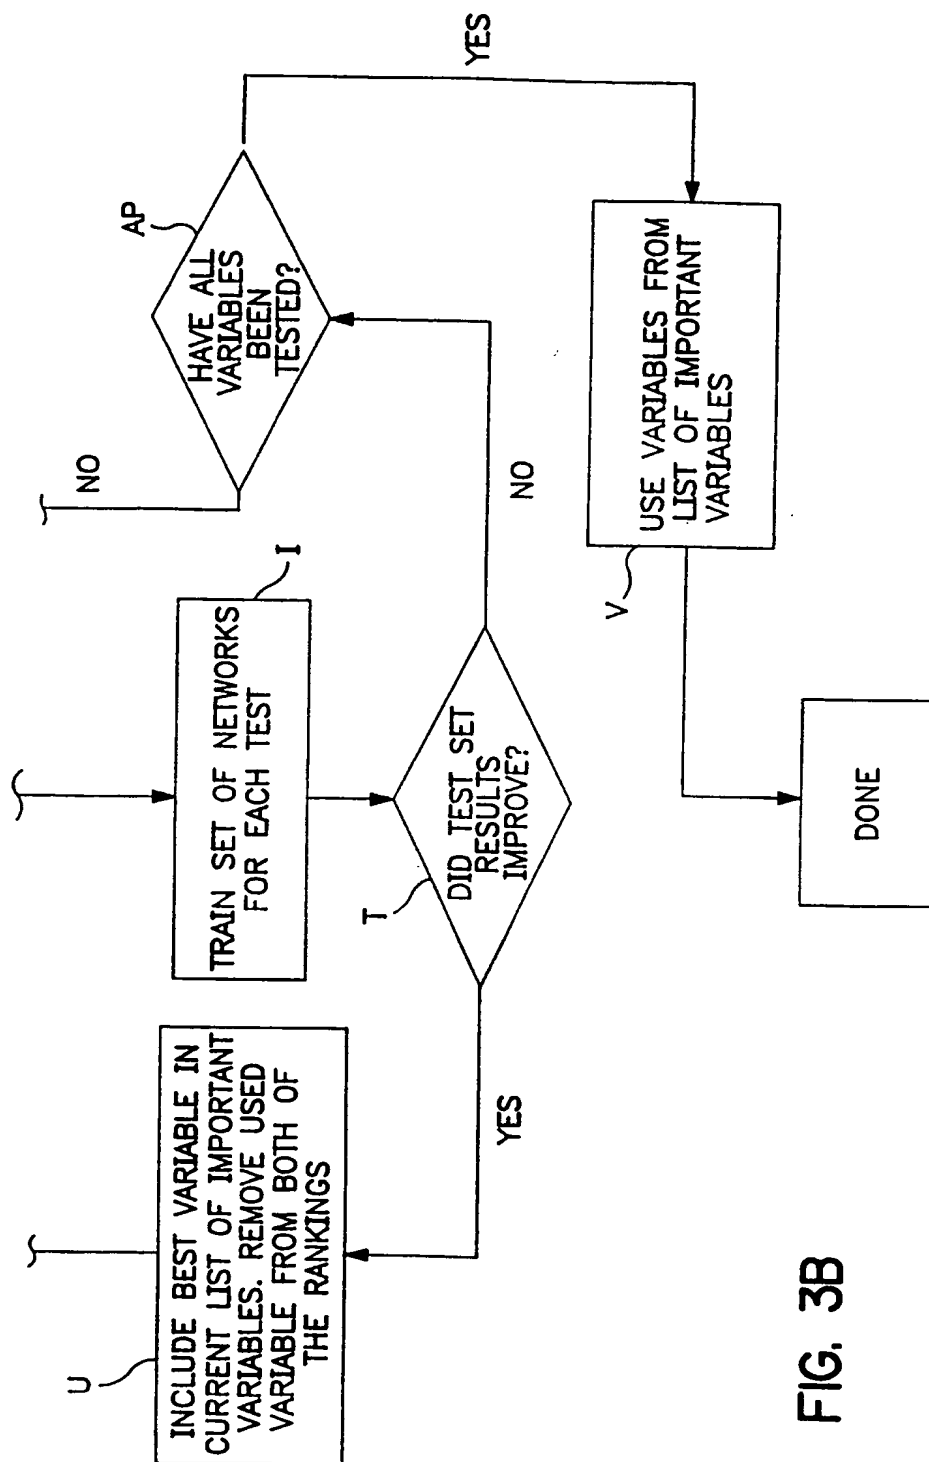 U
INCLUDE BEST VARIABLE IN
CURRENT LIST OF IMPORTANT
VARIABLES. REMOVE USED
VARIABLE FROM BOTH OF
THE RANKINGS
TRAIN SET OF NETWORKS
FOR EACH TEST
I
NO
AP
HAVE ALL
VARIABLES
BEEN
TESTED?
YES
T
DID TEST SET
RESULTS
IMPROVE?
YES
NO
V
USE VARIABLES FROM
LIST OF IMPORTANT
VARIABLES
DONE
FIG. 3B